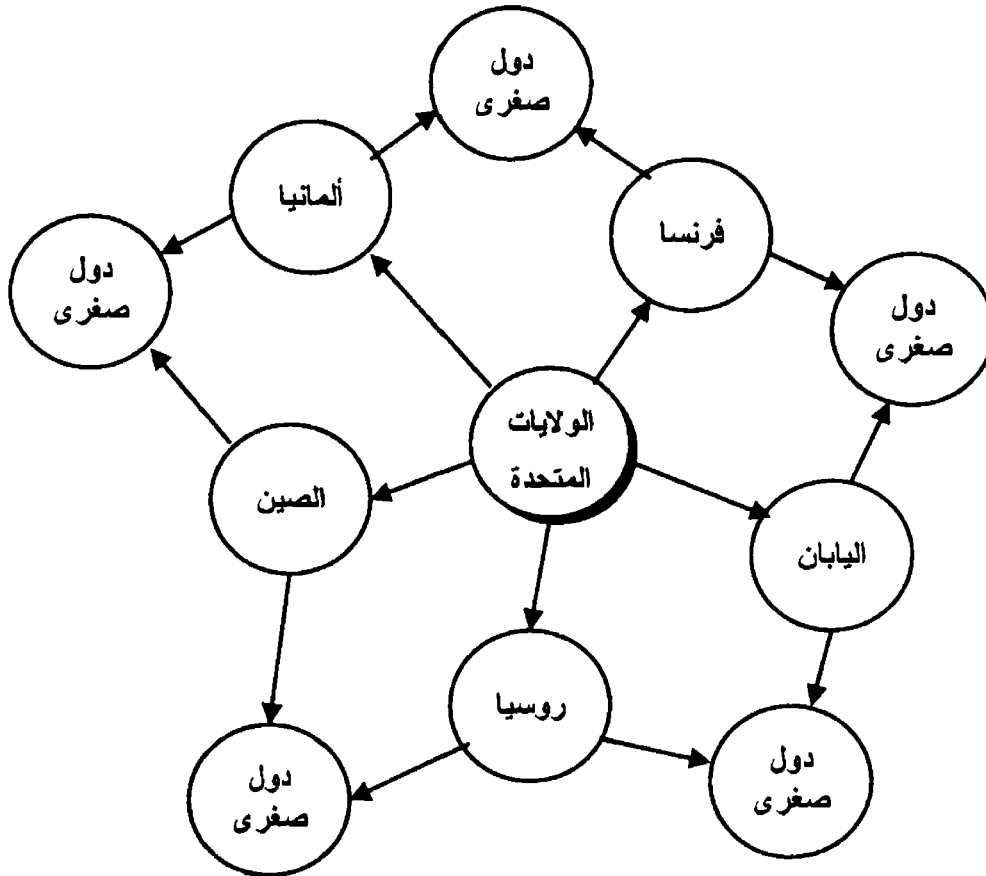 دول
صغرى
ألمانيا
فرنسا
دول
صغرى
دول
صغرى
الولايات
المتحدة
الصين
اليابان
روسيا
دول
صغرى
دول
صغرى